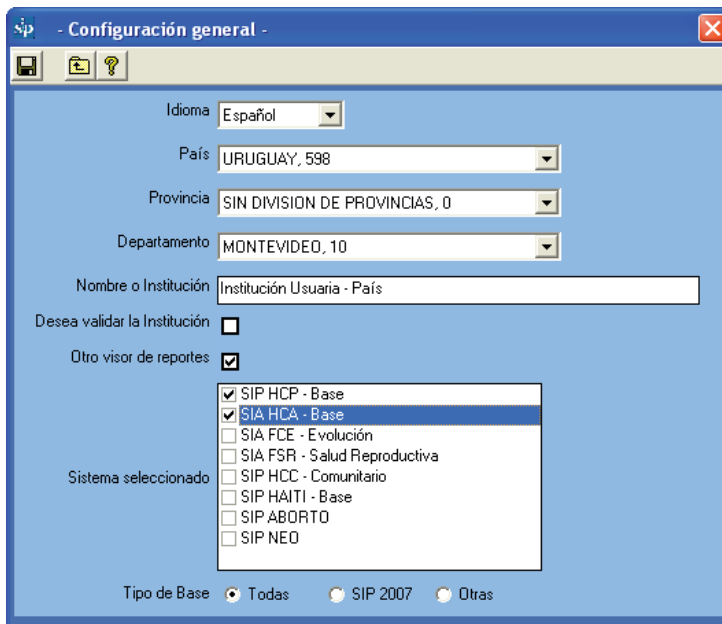 sip - Configuración general -
Idioma Español
País URUGUAY, 598
Provincia SIN DIVISION DE PROVINCIAS, 0
Departamento MONTEVIDEO, 10
Nombre o Institución Institución Usuaria - País
Desea validar la Institución
Otro visor de reportes
SIP HCP - Base
SIA HCA - Base
SIA FCE - Evolución
SIA FSR - Salud Reproductiva
Sistema seleccionado SIP HCC - Comunitario
SIP HAITI - Base
SIP ABORTO
SIP NEO
Tipo de Base Todas SIP 2007 Otras